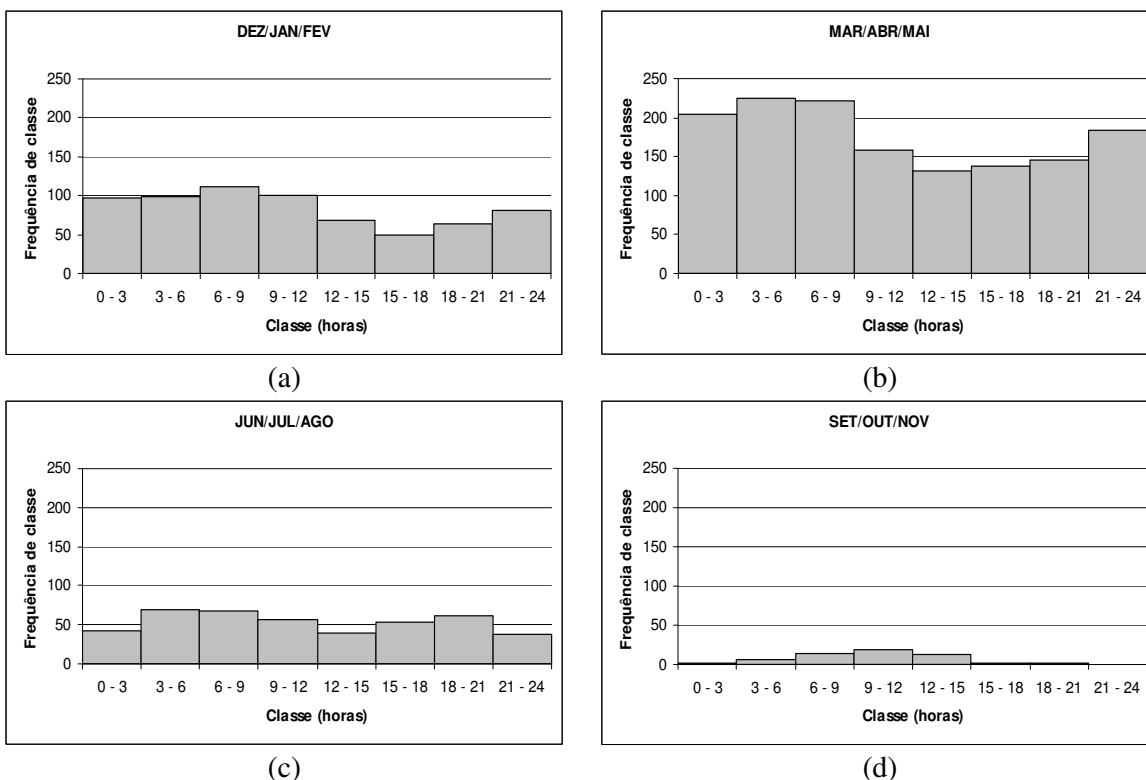 DEZ/JAN/FEV
Frequência de classe
250
200
150
100
50
0
0 - 3 3 - 6 6 - 9 9 - 12 12 - 15 15 - 18 18 - 21 21 - 24
Classe (horas)
(a)
MAR/ABR/MAI
Frequência de classe
250
200
150
100
50
0
0 - 3 3 - 6 6 - 9 9 - 12 12 - 15 15 - 18 18 - 21 21 - 24
Classe (horas)
(b)
JUN/JUL/AGO
Frequência de classe
250
200
150
100
50
0
0 - 3 3 - 6 6 - 9 9 - 12 12 - 15 15 - 18 18 - 21 21 - 24
Classe (horas)
(c)
SET/OUT/NOV
Frequência de classe
250
200
150
100
50
0
0 - 3 3 - 6 6 - 9 9 - 12 12 - 15 15 - 18 18 - 21 21 - 24
Classe (horas)
(d)